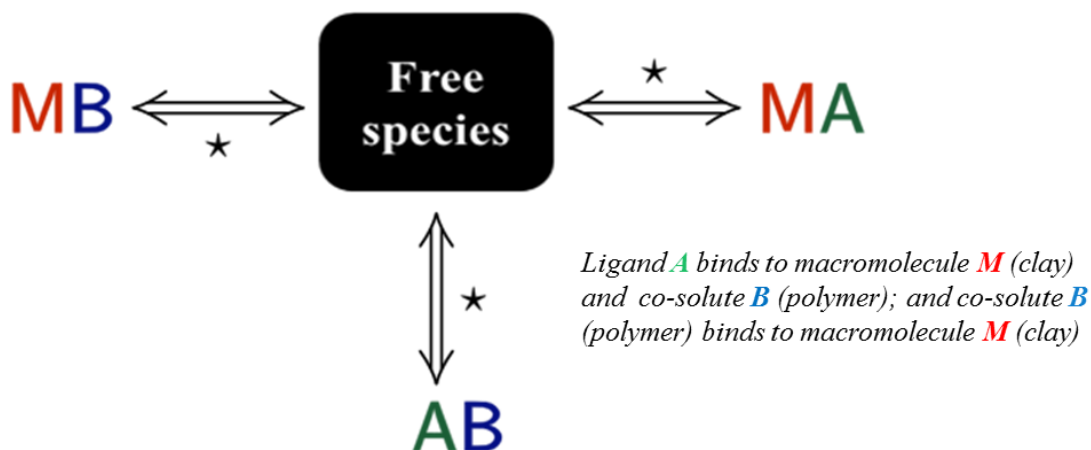 Free
species
MB
MA
★
★
★
AB
Ligand A binds to macromolecule M (clay)
and co-solute B (polymer); and co-solute B
(polymer) binds to macromolecule M (clay)